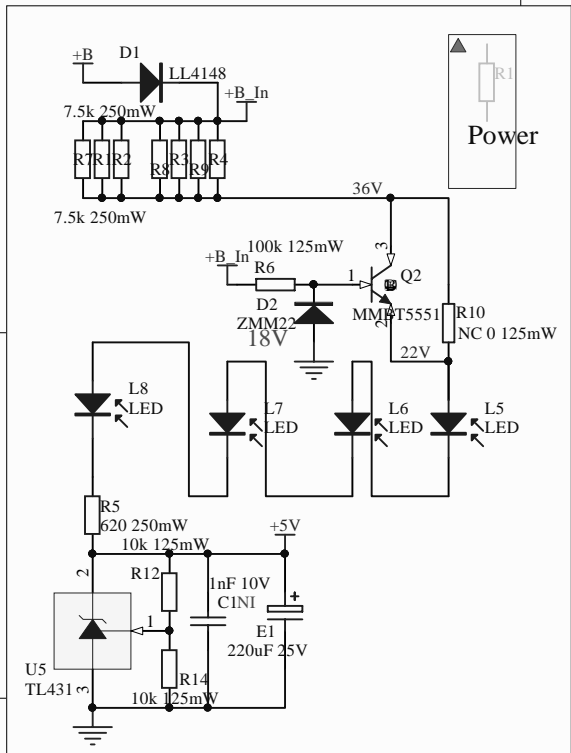 D1
+B
LL4148
+B_In
R1
Power
7.5k 250mW
R7 R1 R2 R8 R3 R9 R4
7.5k 250mW
36V
100k 125mW
+B_In
R6
3
1
Q2
D2
ZMM22
18V
MMBT5551
2
R10
NC 0 125mW
22V
L8
LED
L7
LED
L6
LED
L5
LED
R5
620 250mW
+5V
10k 125mW
2
R12
1nF 10V
C1NI
1
E1
220uF 25V
U5
TL431
3
R14
10k 125mW